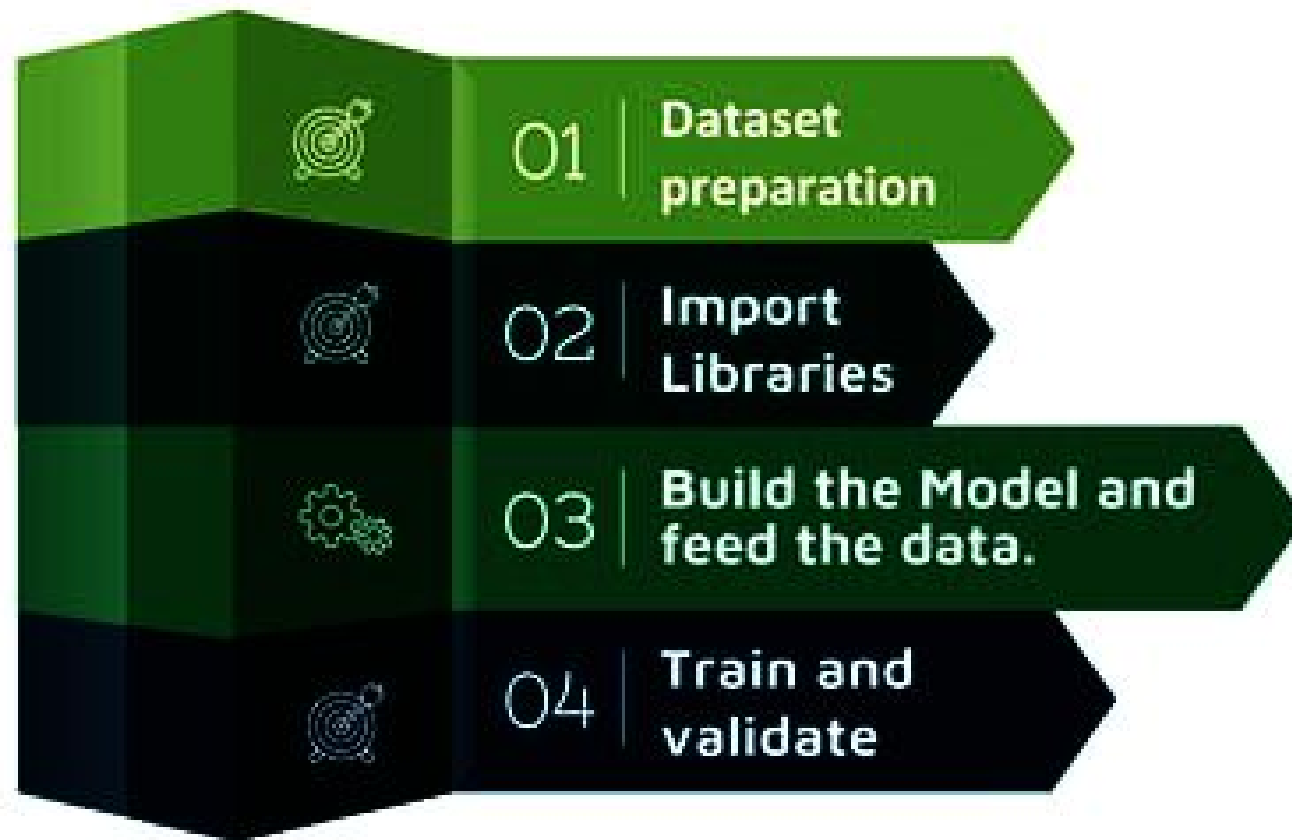 01
Dataset
preparation
02
Import
Libraries
03
Build the Model and
feed the data.
04
Train and
validate